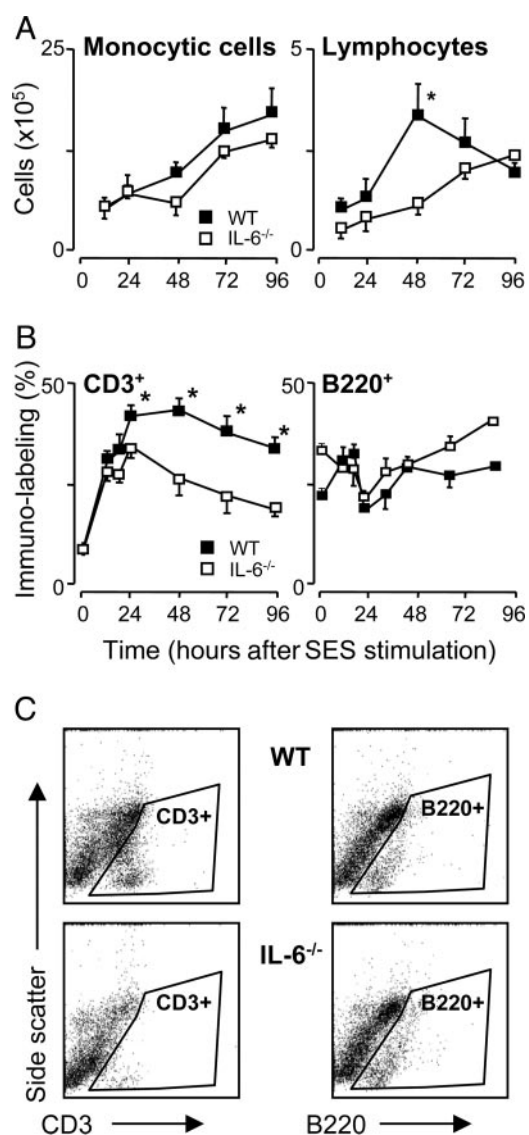 A
Monocytic cells
Lymphocytes
Cells (x10⁵)
25
0
5
0
*
WT
IL-6⁻/⁻
0 24 48 72 96
0 24 48 72 96
B
CD3⁺
B220⁺
Immuno-labeling (%)
50
0
50
0
* * * *
WT
IL-6⁻/⁻
0 24 48 72 96
0 24 48 72 96
Time (hours after SES stimulation)
C
WT
CD3+
B220+
IL-6⁻/⁻
CD3+
B220+
Side scatter
CD3
B220